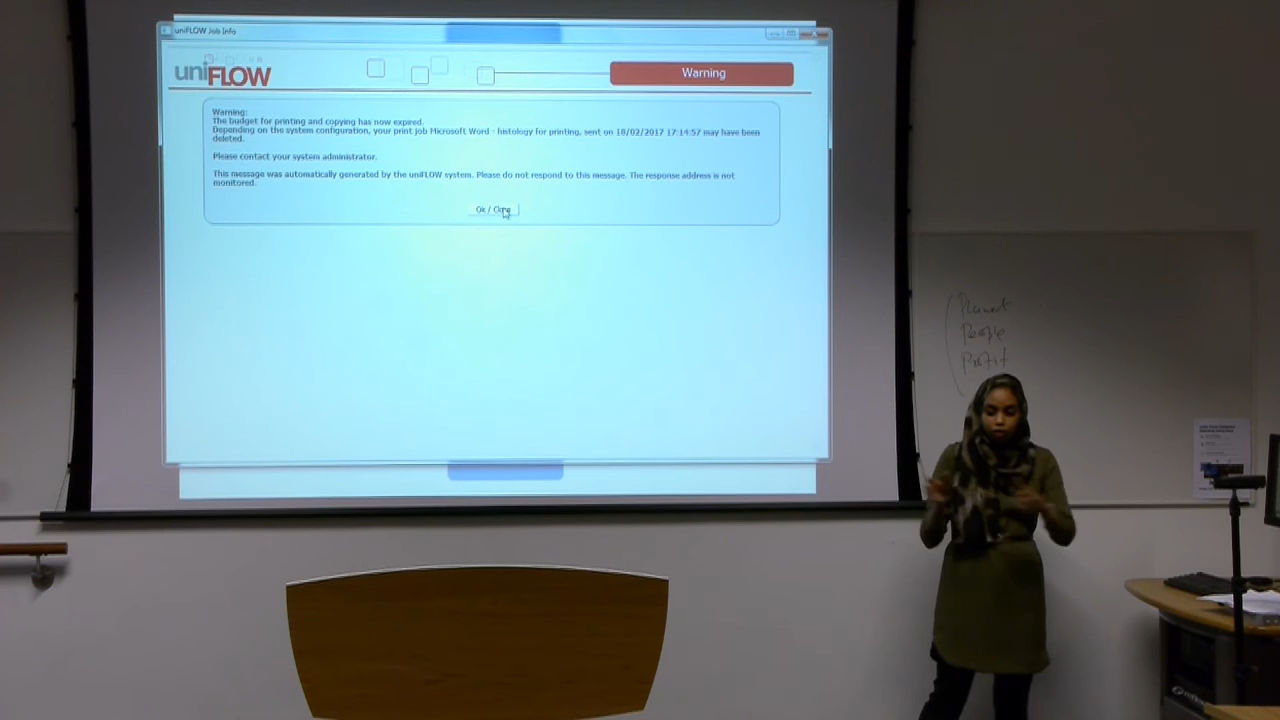 uniFLOW Job Info
uniFLOW
Warning
Warning:
The budget for printing and copying has now expired.
Depending on the system configuration, your print job Microsoft Word - histology for printing, sent on 18/02/2017 17:14:57 may have been
deleted.
Please contact your system administrator.
This message was automatically generated by the uniFLOW system. Please do not respond to this message. The response address is not
monitored.
Ok / Close
Planet
People
Profit